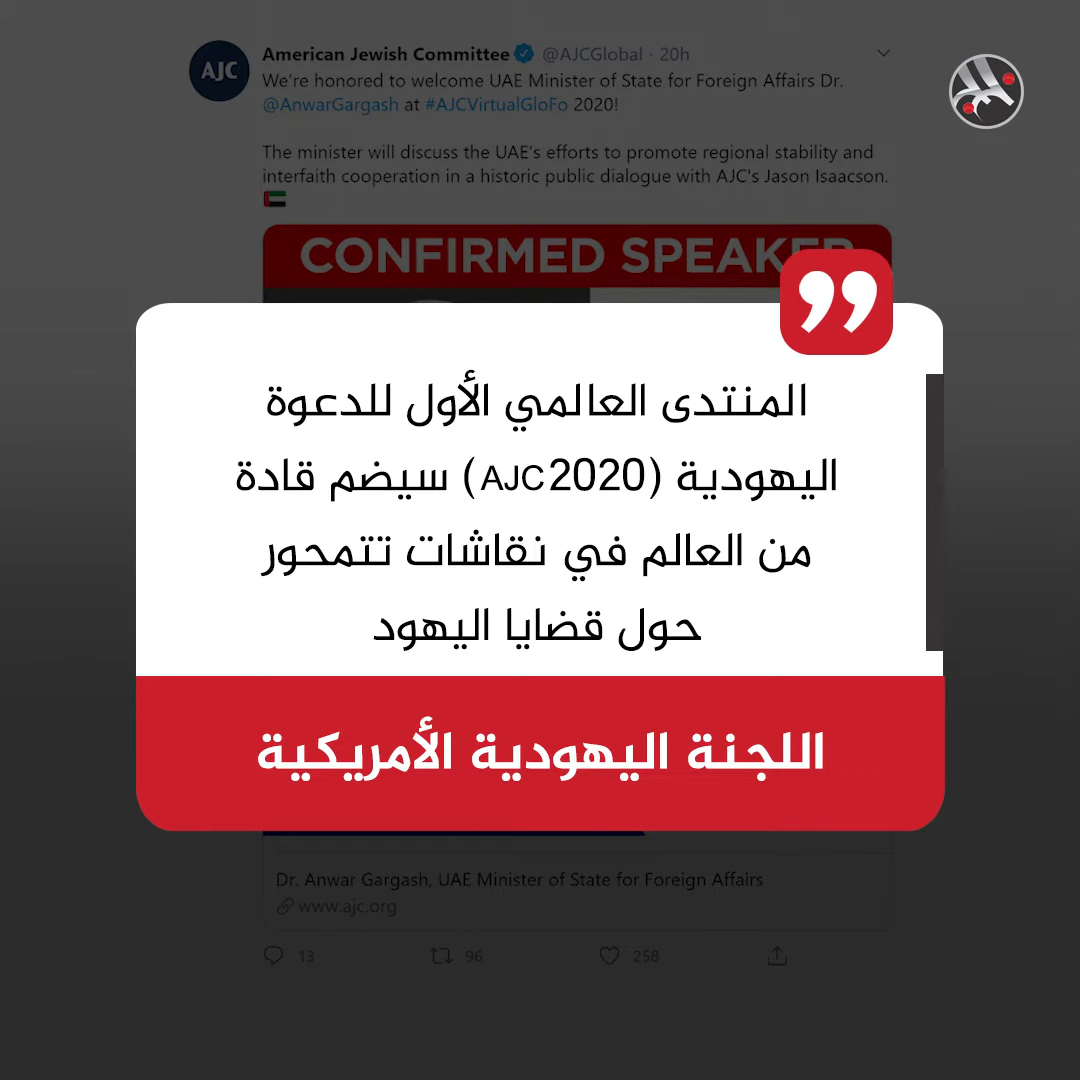 AJC
American Jewish Committee @AJCGlobal · 20h
We're honored to welcome UAE Minister of State for Foreign Affairs Dr.
@AnwarGargash at #AJCVirtualGloFo 2020!
The minister will discuss the UAE's efforts to promote regional stability and
interfaith cooperation in a historic public dialogue with AJC's Jason Isaacson.
CONFIRMED SPEAKER
المنتدى العالمي الأول للدعوة
اليهودية (AJC2020) سيضم قادة
من العالم في نقاشات تتمحور
حول قضايا اليهود
اللجنة اليهودية الأمريكية
Dr. Anwar Gargash, UAE Minister of State for Foreign Affairs
www.ajc.org
13 96 258